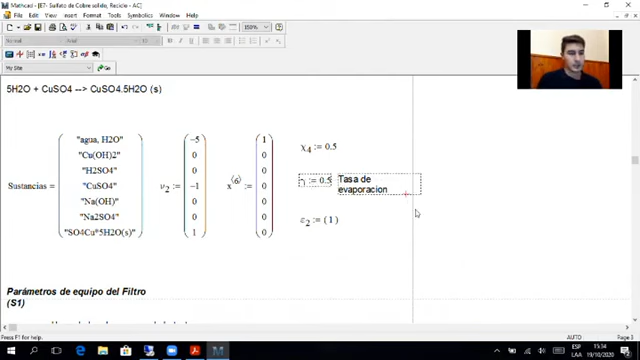 Mathcad - [E7- Sulfato de Cobre solido, Recicle - AC]
File Edit View Insert Format Tools Symbolics Window Help
Normal Arial 10
150%
My Site Go
5H2O + CuSO4 --> CuSO4.5H2O (s)
Sustancias := "agua, H2O" "Cu(OH)2" "H2SO4" "CuSO4" "Na(OH)" "Na2SO4" "SO4Cu*5H2O(s)"
ν2 := -5 0 0 -1 0 0 1
x⟨6⟩ := 1 0 0 0 0 0 0
χ4 := 0.5
γ := 0.5 Tasa de
evaporacion
ε2 := (1)
Parámetros de equipo del Filtro
(S1)
Press F1 for help.
AUTO
Page 3
ESP
LAA
15:34
19/10/2020